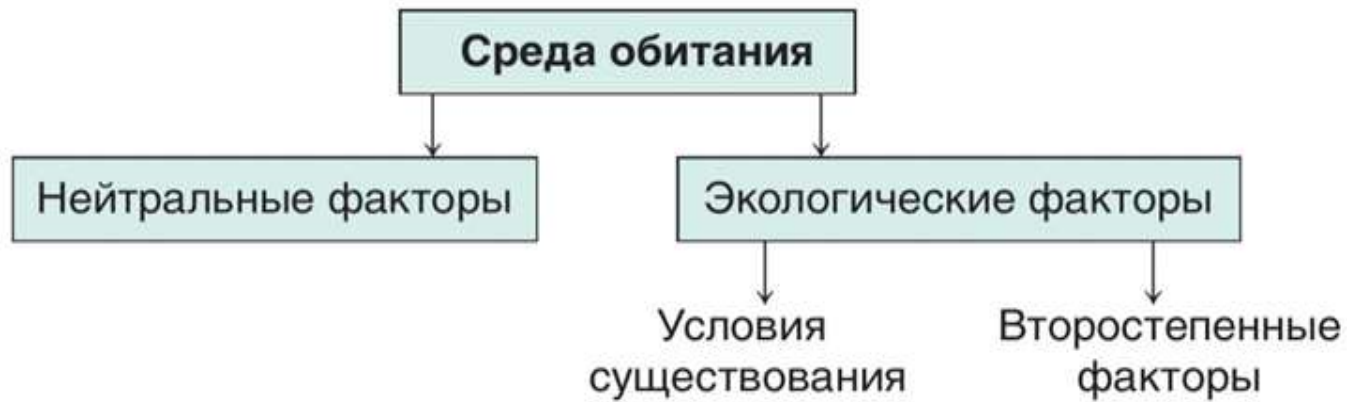 Среда обитания
Нейтральные факторы
Экологические факторы
Условия
существования
Второстепенные
факторы